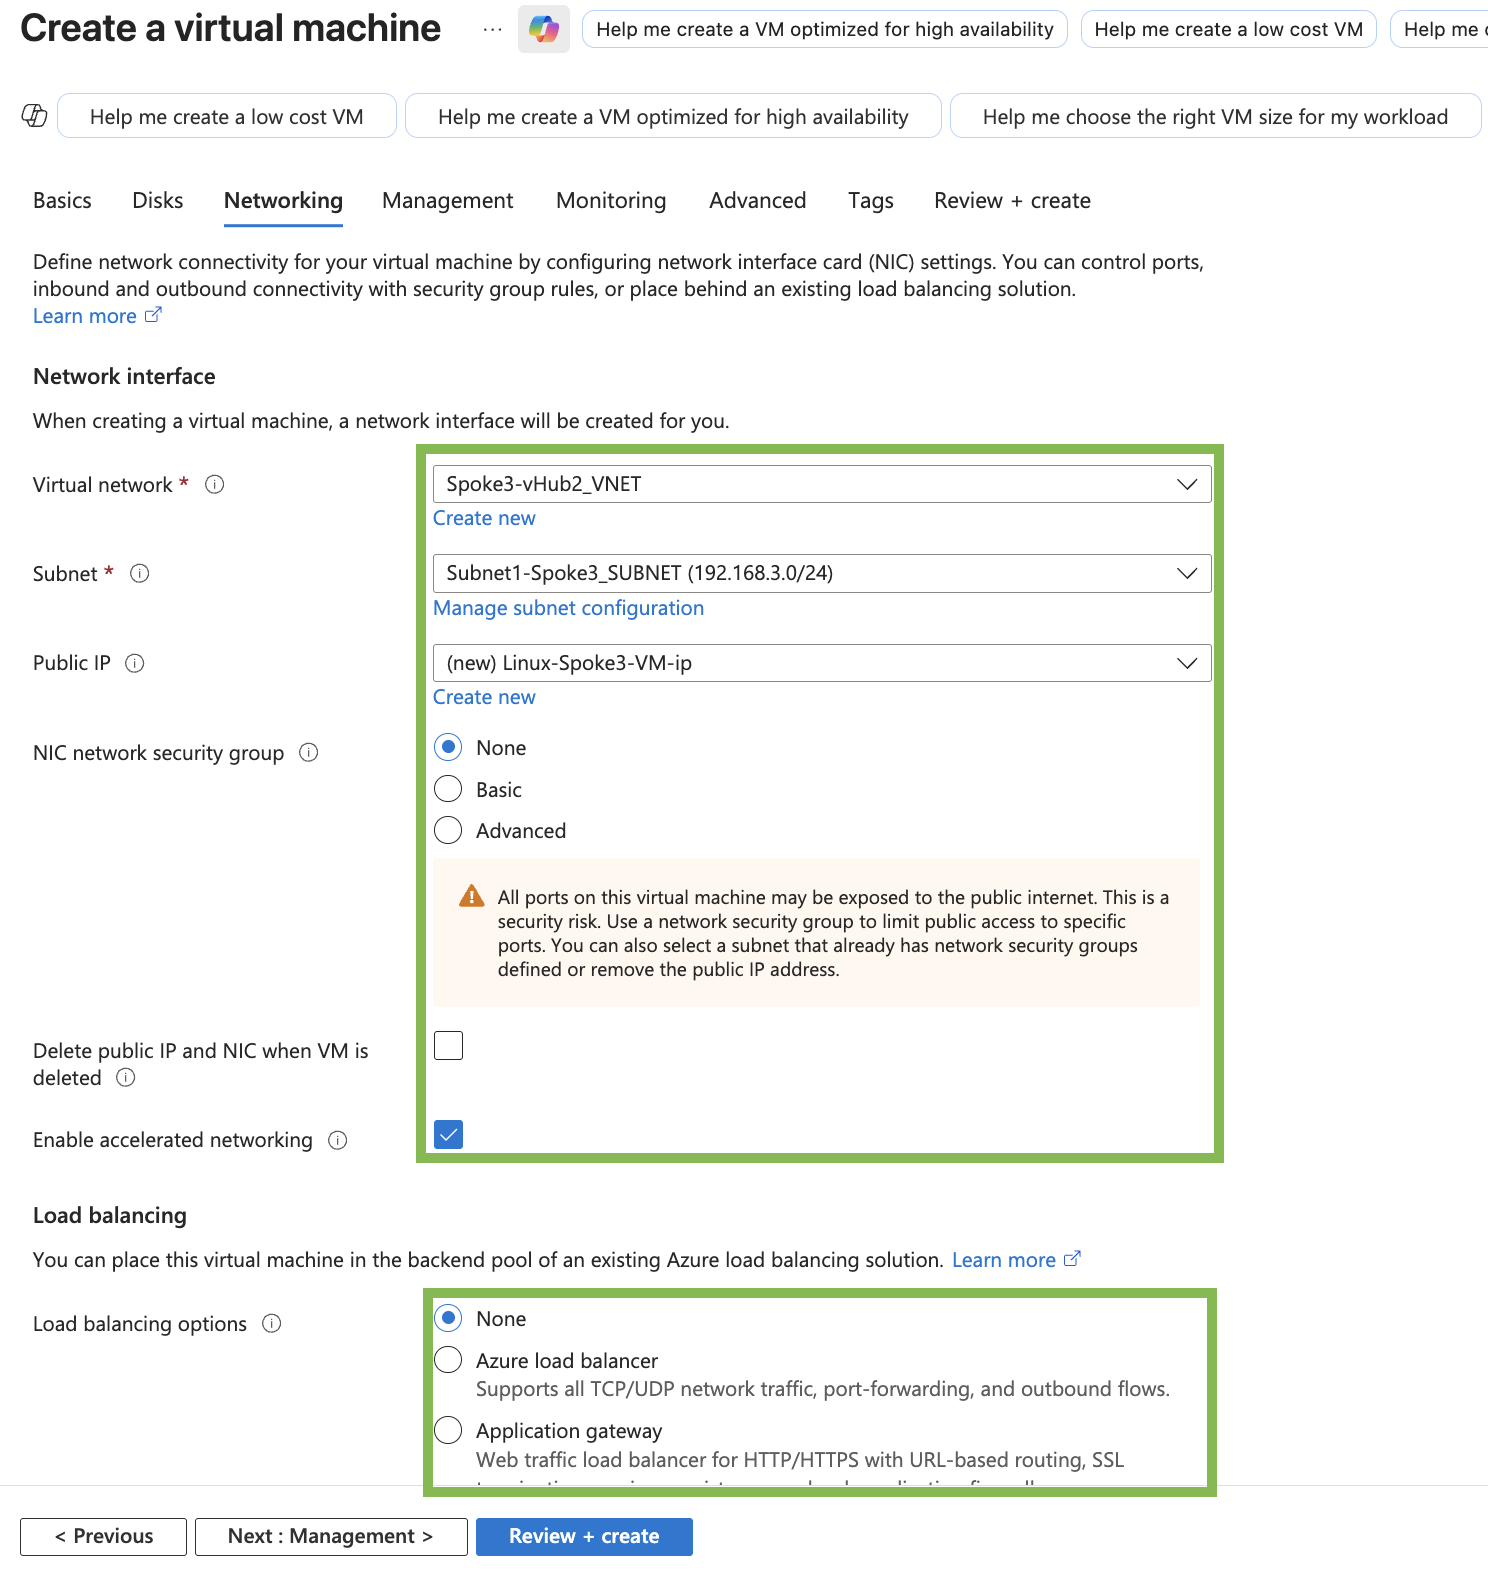 Create a virtual machine
...
Help me create a VM optimized for high availability
Help me create a low cost VM
Help me
Help me create a low cost VM
Help me create a VM optimized for high availability
Help me choose the right VM size for my workload
Basics Disks Networking Management Monitoring Advanced Tags Review + create
Define network connectivity for your virtual machine by configuring network interface card (NIC) settings. You can control ports,
inbound and outbound connectivity with security group rules, or place behind an existing load balancing solution.
Learn more
Network interface
When creating a virtual machine, a network interface will be created for you.
Virtual network *
Spoke3-vHub2_VNET
Create new
Subnet *
Subnet1-Spoke3_SUBNET (192.168.3.0/24)
Manage subnet configuration
Public IP
(new) Linux-Spoke3-VM-ip
Create new
NIC network security group
None
Basic
Advanced
All ports on this virtual machine may be exposed to the public internet. This is a
security risk. Use a network security group to limit public access to specific
ports. You can also select a subnet that already has network security groups
defined or remove the public IP address.
Delete public IP and NIC when VM is
deleted
Enable accelerated networking
Load balancing
You can place this virtual machine in the backend pool of an existing Azure load balancing solution. Learn more
Load balancing options
None
Azure load balancer
Supports all TCP/UDP network traffic, port-forwarding, and outbound flows.
Application gateway
Web traffic load balancer for HTTP/HTTPS with URL-based routing, SSL
< Previous
Next : Management >
Review + create